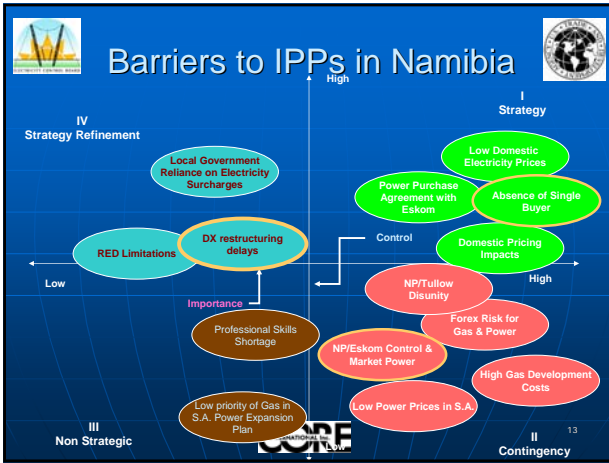 Barriers to IPPs in Namibia
High
I
Strategy
IV
Strategy Refinement
Low Domestic
Electricity Prices
Local Government
Reliance on Electricity
Surcharges
Power Purchase
Agreement with
Eskom
Absence of Single
Buyer
DX restructuring
delays
Control
RED Limitations
Domestic Pricing
Impacts
Low
High
NP/Tullow
Disunity
Importance
Forex Risk for
Gas & Power
Professional Skills
Shortage
NP/Eskom Control &
Market Power
High Gas Development
Costs
Low priority of Gas in
S.A. Power Expansion
Plan
Low Power Prices in S.A.
III
Non Strategic
CORE
INTERNATIONAL Inc.
Low
13
II
Contingency